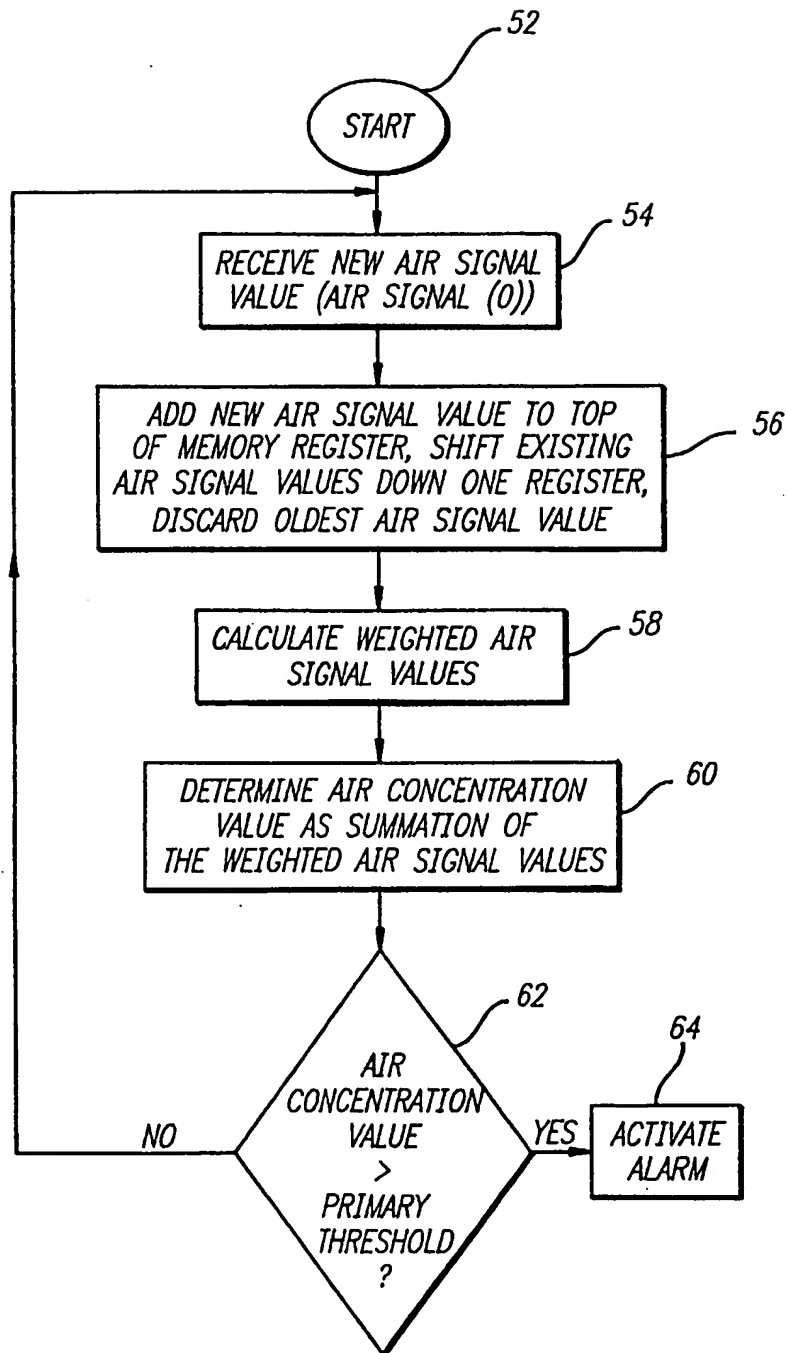 52
START
54
RECEIVE NEW AIR SIGNAL
VALUE (AIR SIGNAL (0))
56
ADD NEW AIR SIGNAL VALUE TO TOP
OF MEMORY REGISTER, SHIFT EXISTING
AIR SIGNAL VALUES DOWN ONE REGISTER,
DISCARD OLDEST AIR SIGNAL VALUE
58
CALCULATE WEIGHTED AIR
SIGNAL VALUES
60
DETERMINE AIR CONCENTRATION
VALUE AS SUMMATION OF
THE WEIGHTED AIR SIGNAL VALUES
62
AIR
CONCENTRATION
VALUE
>
PRIMARY
THRESHOLD
?
NO
YES
64
ACTIVATE
ALARM